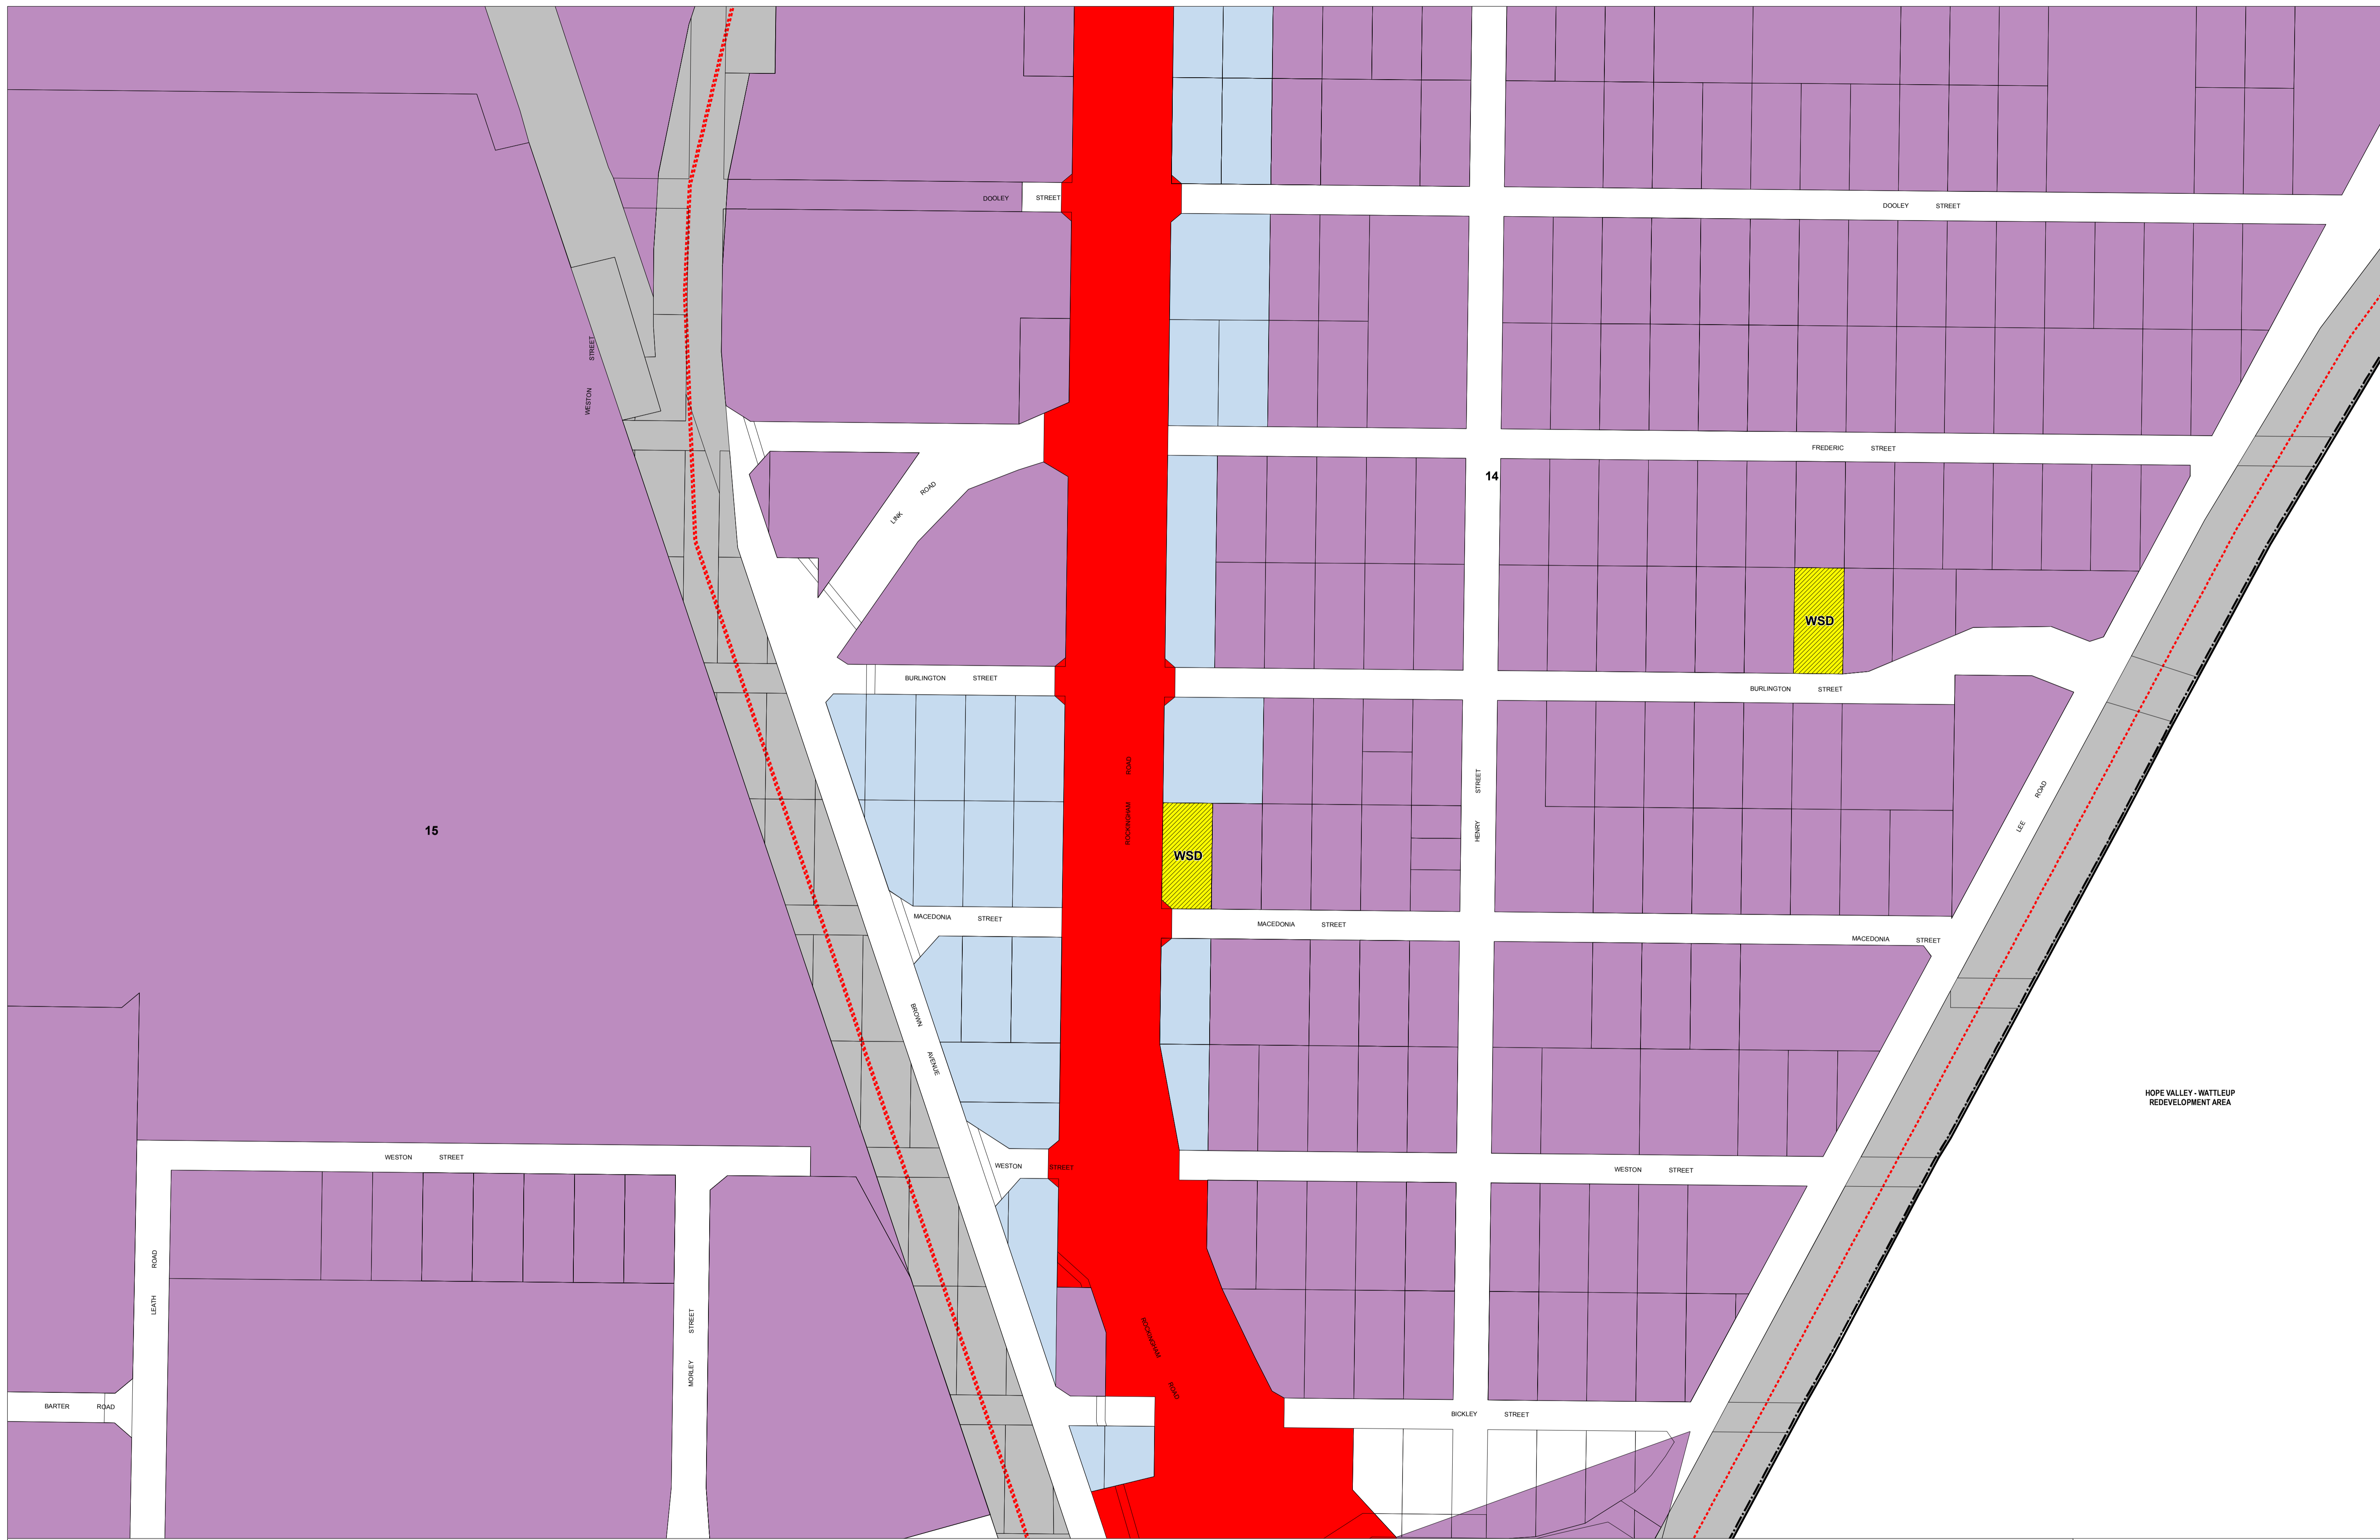 DOOLEY STREET
DOOLEY STREET
WESTON STREET
FREDERIC STREET
14
LINK ROAD
WSD
BURLINGTON STREET
BURLINGTON STREET
ROCKINGHAM ROAD
HENRY STREET
LEE ROAD
15
WSD
MACEDONIA STREET
MACEDONIA STREET
MACEDONIA STREET
BROWN AVENUE
HOPE VALLEY - WATTLEUP
REDEVELOPMENT AREA
WESTON STREET
WESTON STREET
WESTON STREET
LEATH ROAD
MORLEY STREET
ROCKINGHAM ROAD
BARTER ROAD
BICKLEY STREET